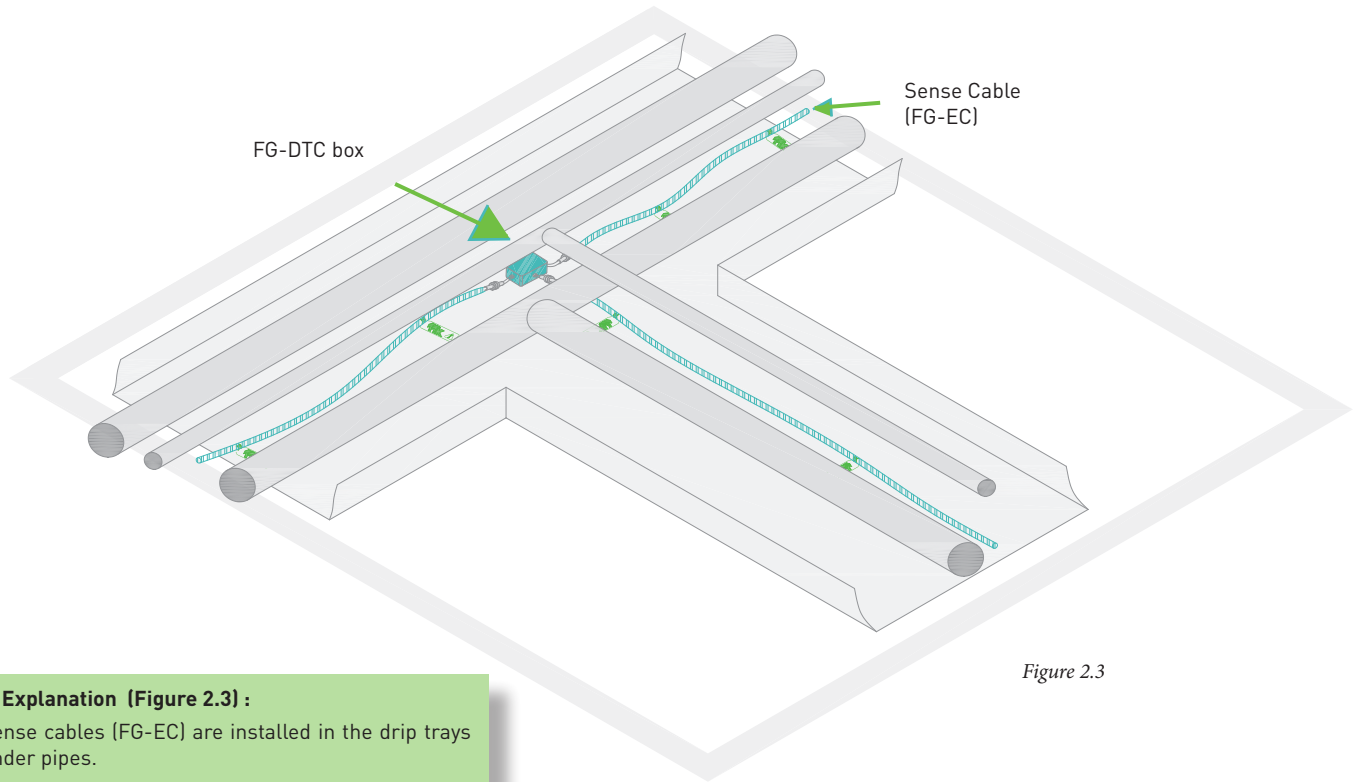 Sense Cable
(FG-EC)
FG-DTC box
Figure 2.3
Explanation (Figure 2.3) :
ense cables (FG-EC) are installed in the drip trays
nder pipes.